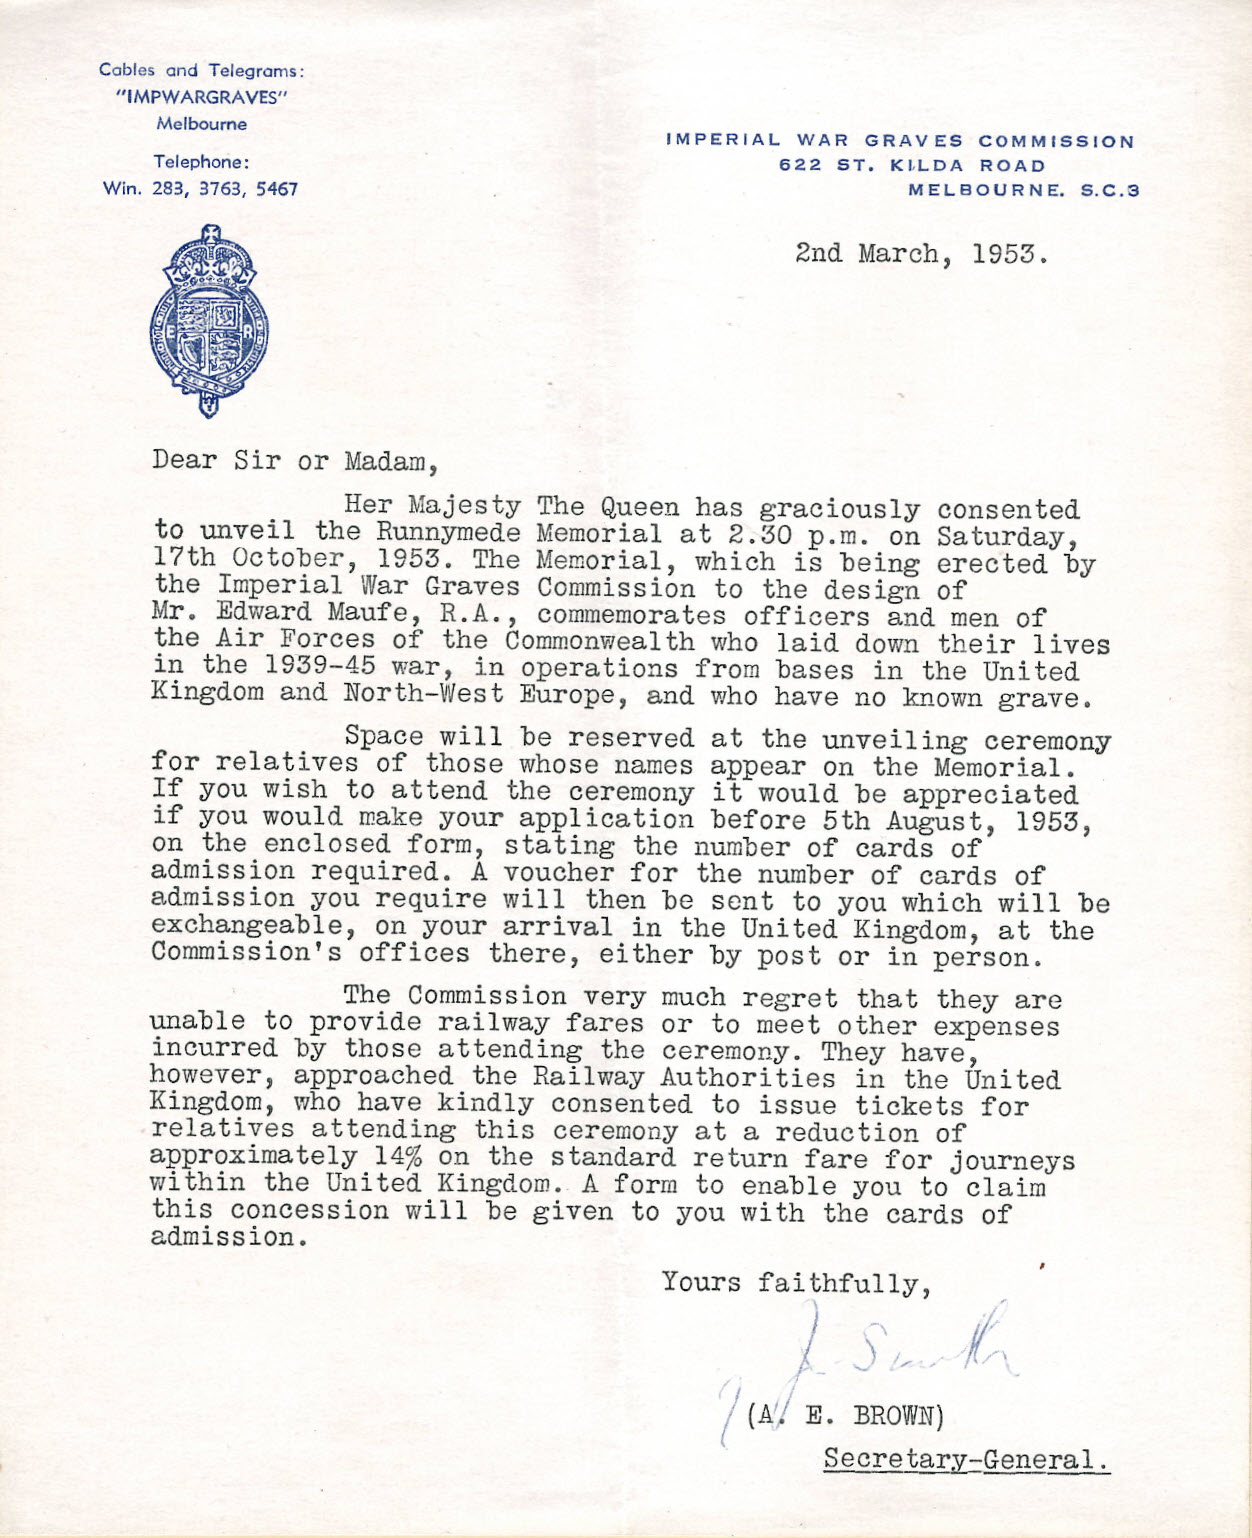 Cables and Telegrams:
"IMPWARGRAVES"
Melbourne
Telephone:
Win. 283, 3763, 5467
IMPERIAL WAR GRAVES COMMISSION
622 ST. KILDA ROAD
MELBOURNE. S.C.3
2nd March, 1953.
E R
Dear Sir or Madam,
Her Majesty The Queen has graciously consented
to unveil the Runnymede Memorial at 2.30 p.m. on Saturday,
17th October, 1953. The Memorial, which is being erected by
the Imperial War Graves Commission to the design of
Mr. Edward Maufe, R.A., commemorates officers and men of
the Air Forces of the Commonwealth who laid down their lives
in the 1939-45 war, in operations from bases in the United
Kingdom and North-West Europe, and who have no known grave.
Space will be reserved at the unveiling ceremony
for relatives of those whose names appear on the Memorial.
If you wish to attend the ceremony it would be appreciated
if you would make your application before 5th August, 1953,
on the enclosed form, stating the number of cards of
admission required. A voucher for the number of cards of
admission you require will then be sent to you which will be
exchangeable, on your arrival in the United Kingdom, at the
Commission's offices there, either by post or in person.
The Commission very much regret that they are
unable to provide railway fares or to meet other expenses
incurred by those attending the ceremony. They have,
however, approached the Railway Authorities in the United
Kingdom, who have kindly consented to issue tickets for
relatives attending this ceremony at a reduction of
approximately 14% on the standard return fare for journeys
within the United Kingdom. A form to enable you to claim
this concession will be given to you with the cards of
admission.
Yours faithfully,
(A. E. BROWN)
Secretary-General.